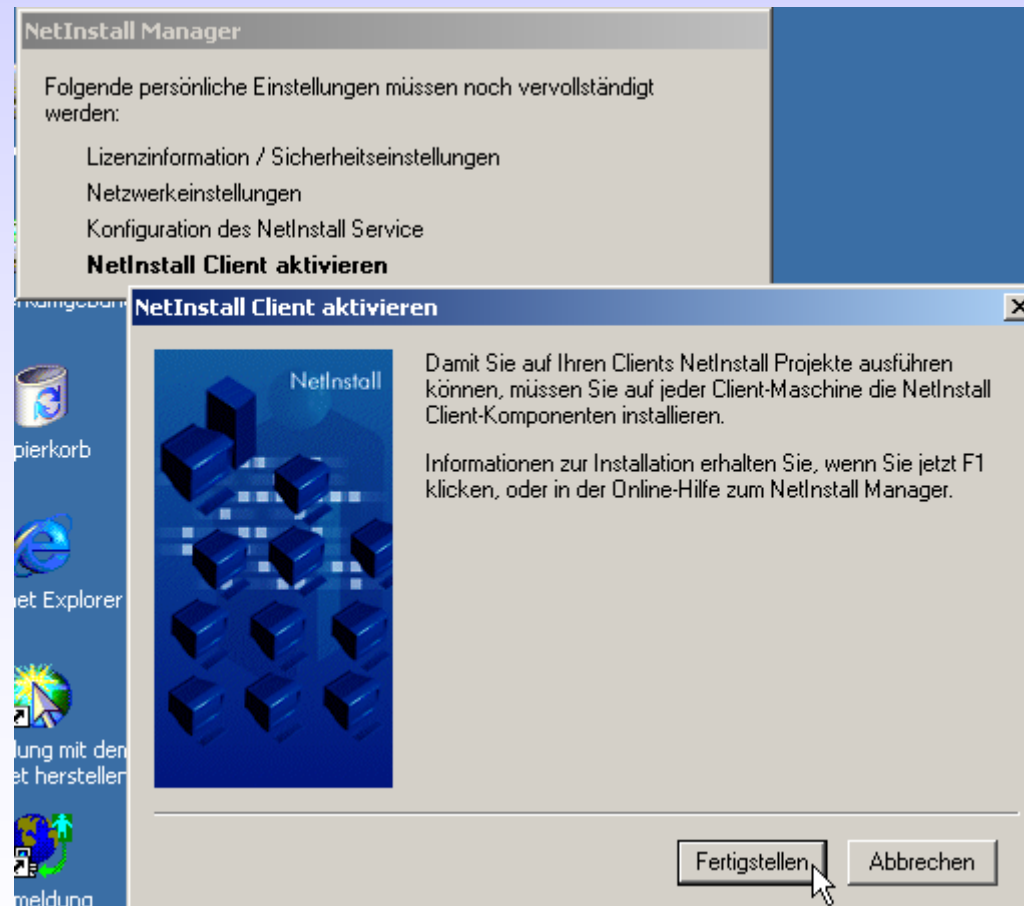 NetInstall Manager
Folgende persönliche Einstellungen müssen noch vervollständigt
werden:
Lizenzinformation / Sicherheitseinstellungen
Netzwerkeinstellungen
Konfiguration des NetInstall Service
NetInstall Client aktivieren
NetInstall Client aktivieren
NetInstall
Damit Sie auf Ihren Clients NetInstall Projekte ausführen
können, müssen Sie auf jeder Client-Maschine die NetInstall
Client-Komponenten installieren.
Informationen zur Installation erhalten Sie, wenn Sie jetzt F1
klicken, oder in der Online-Hilfe zum NetInstall Manager.
pierkorb
net Explorer
dung mit den
et hersteller
meldung
Fertigstellen
Abbrechen